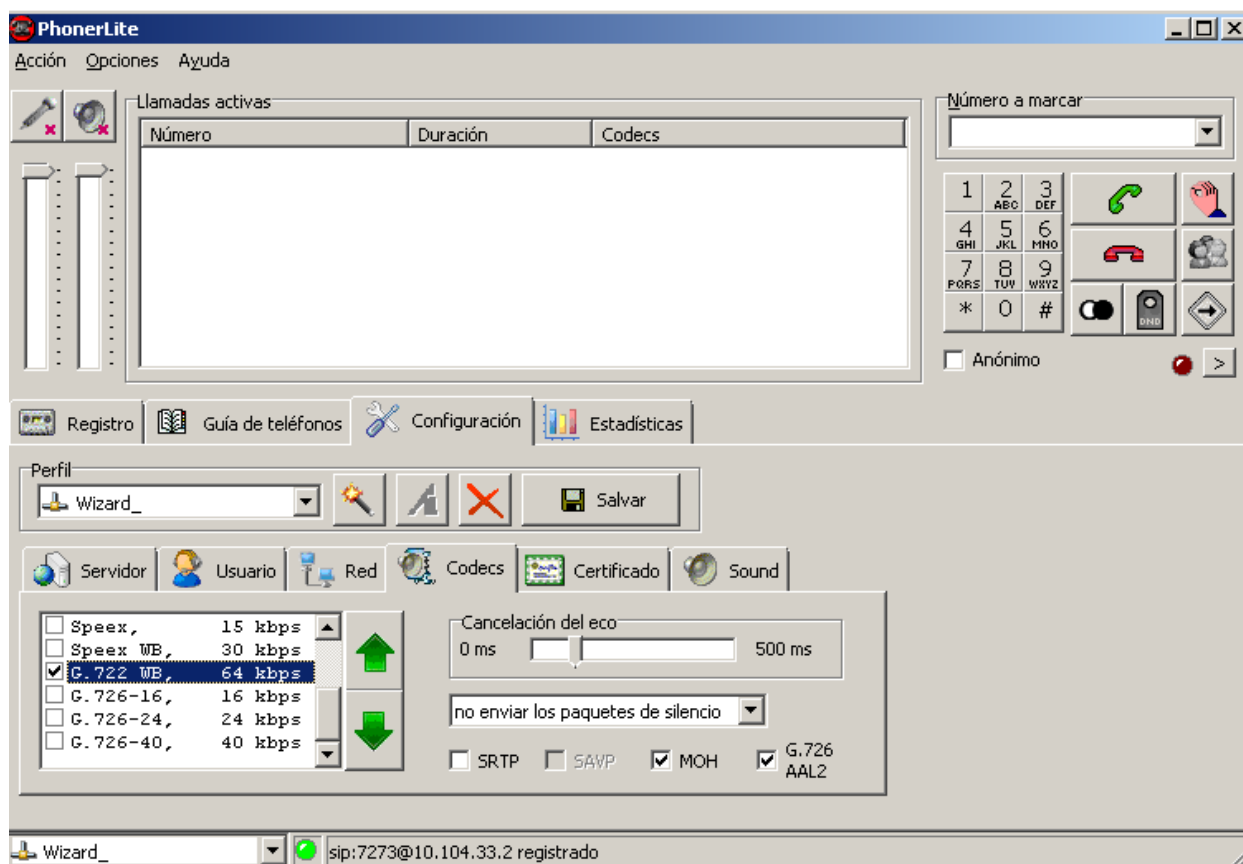 PhonerLite
Acción Opciones Ayuda
Llamadas activas
Número Duración Codecs
Número a marcar
1 2 ABC 3 DEF
4 GHI 5 JKL 6 MNO
7 PQRS 8 TUV 9 WXYZ
* 0 #
DND
Anónimo >
Registro Guía de teléfonos Configuración Estadísticas
Perfil
Wizard_ Salvar
Servidor Usuario Red Codecs Certificado Sound
Speex, 15 kbps
Speex WB, 30 kbps
G.722 WB, 64 kbps
G.726-16, 16 kbps
G.726-24, 24 kbps
G.726-40, 40 kbps
Cancelación del eco
0 ms 500 ms
no enviar los paquetes de silencio
SRTP SAVP MOH G.726 AAL2
Wizard_ sip:7273@10.104.33.2 registrado